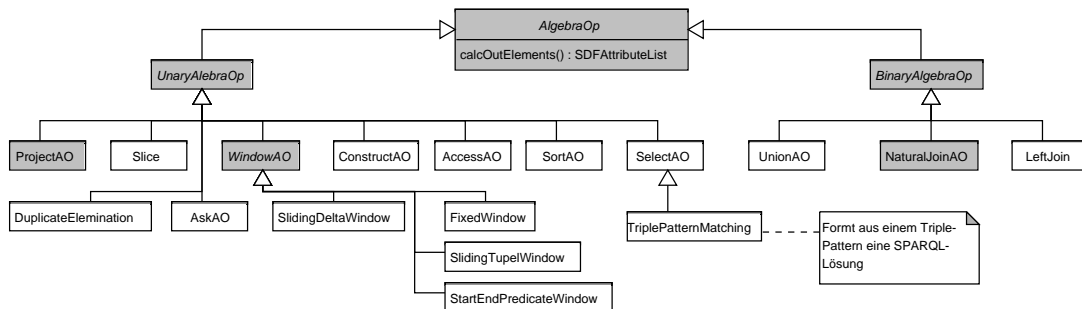 AlgebraOp
calcOutElements() : SDFAttributeList
UnaryAlebraOp
BinaryAlgebraOp
ProjectAO
Slice
WindowAO
ConstructAO
AccessAO
SortAO
SelectAO
UnionAO
NaturalJoinAO
LeftJoin
DuplicateElemination
AskAO
SlidingDeltaWindow
FixedWindow
TriplePatternMatching
Formt aus einem Triple-
Pattern eine SPARQL-
Lösung
SlidingTupelWindow
StartEndPredicateWindow